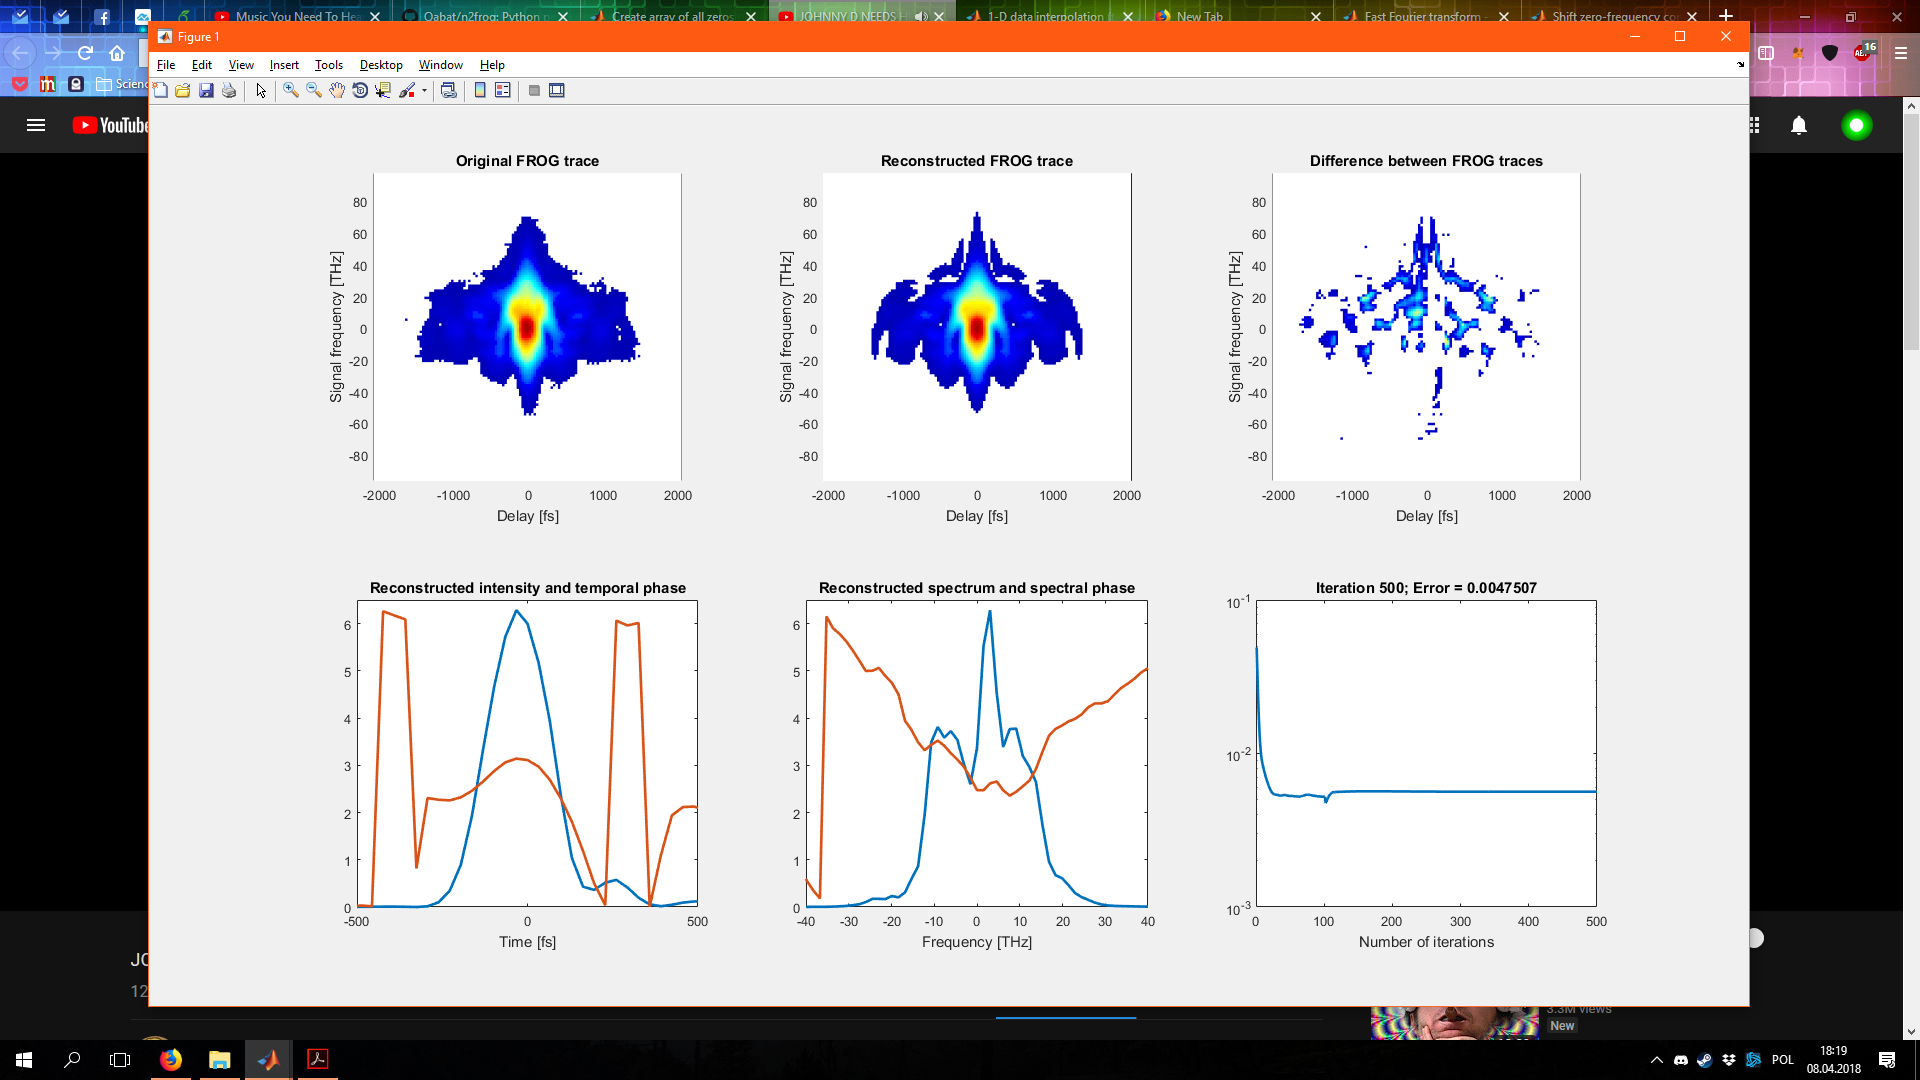 Music You Need To Hea
Qabat/n2frog: Python p
Create array of all zeros
JOHNNY D NEEDS H
1-D data interpolation (t
New Tab
Fast Fourier transform -
Shift zero-frequency co
Figure 1
File Edit View Insert Tools Desktop Window Help
16
Scienc
YouTube
Original FROG trace
Signal frequency [THz]
80
60
40
20
0
-20
-40
-60
-80
-2000 -1000 0 1000 2000
Delay [fs]
Reconstructed FROG trace
Signal frequency [THz]
80
60
40
20
0
-20
-40
-60
-80
-2000 -1000 0 1000 2000
Delay [fs]
Difference between FROG traces
Signal frequency [THz]
80
60
40
20
0
-20
-40
-60
-80
-2000 -1000 0 1000 2000
Delay [fs]
Reconstructed intensity and temporal phase
6
5
4
3
2
1
0
-500 0 500
Time [fs]
Reconstructed spectrum and spectral phase
6
5
4
3
2
1
0
-40 -30 -20 -10 0 10 20 30 40
Frequency [THz]
Iteration 500; Error = 0.0047507
10-1
10-2
10-3
0 100 200 300 400 500
Number of iterations
JO
12
3.3M views
New
POL
18:19
08.04.2018